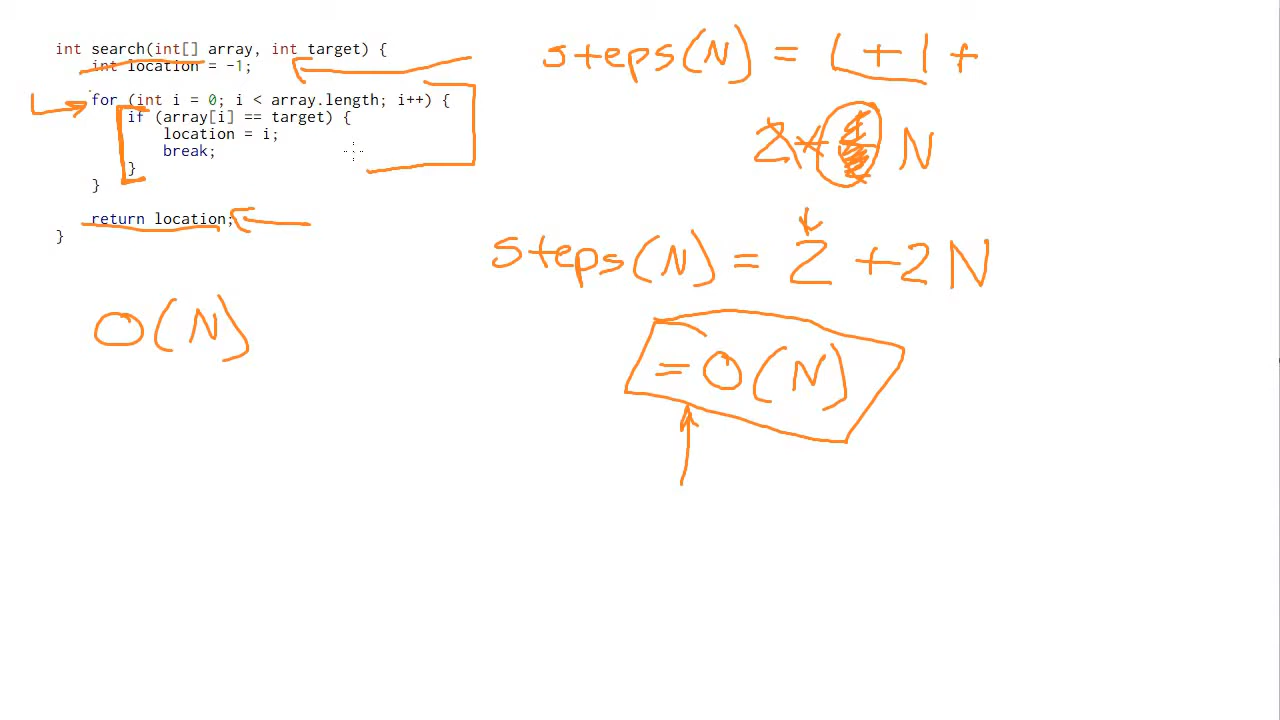 int search(int[] array, int target) {
int location = -1;
for (int i = 0; i < array.length; i++) {
if (array[i] == target) {
location = i;
break;
}
}
return location;
}
O(N)
steps(N) = 1 + 1 +
2 * N
steps(N) = 2 + 2N
= O(N)